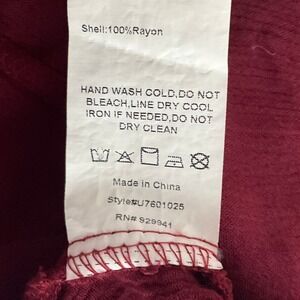 Shell:100%Rayon
HAND WASH COLD,DO NOT
BLEACH,LINE DRY COOL
IRON IF NEEDED,DO NOT
DRY CLEAN
Made in China
Style#U7601025
RN# 929941